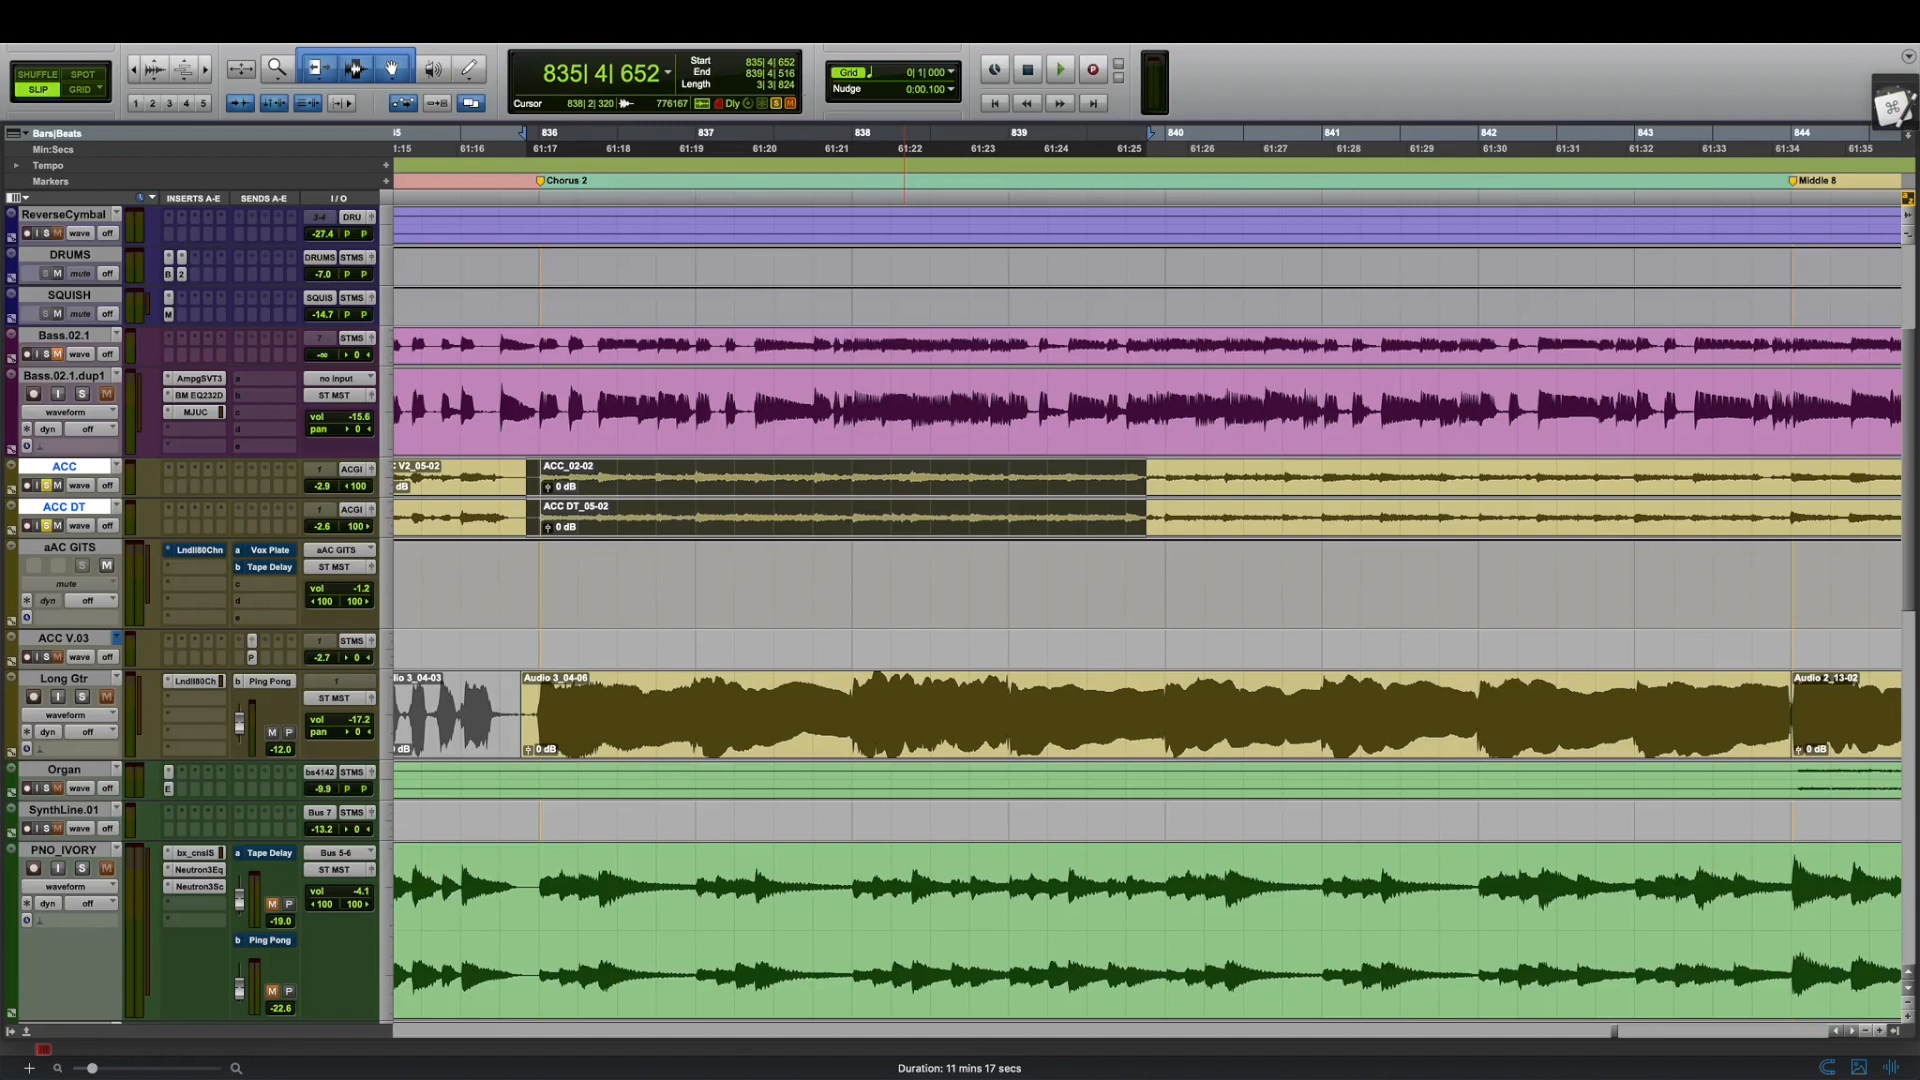 SHUFFLE SPOT
SLIP GRID
1 2 3 4 5
835| 4| 652
Start 835| 4| 652
End 839| 4| 516
Length 3| 3| 824
Cursor 838| 2| 320 776167 Dly S M
Grid 0| 1| 000
Nudge 0:00.100
Bars|Beats 836 837 838 839 840 841 842 843 844
Min:Secs 1:15 61:16 61:17 61:18 61:19 61:20 61:21 61:22 61:23 61:24 61:25 61:26 61:27 61:28 61:29 61:30 61:31 61:32 61:34 61:35
Tempo
Markers Chorus 2 Middle 8
INSERTS A-E SENDS A-E I / O
ReverseCymbal 3-4 DRU
I S M wave off -27.4 P P
DRUMS DRUMS STMS
S M mute off B 2 -7.0 P P
SQUISH SQUIS STMS
S M mute off M -14.7 P P
Bass.02.1 7 STMS
I S M wave off -∞ 0
Bass.02.1.dup1 AmpgSVT3 a no input
I S M BM EQ232D b ST MST
waveform MJUC c vol -15.6
dyn off d pan 0
e
ACC 1 ACGI V2_05-02 ACC_02-02
I S M wave off -2.9 100 dB 0 dB
ACC DT ACGI ACC DT_05-02
I S M wave off -2.6 100 0 dB
aAC GITS LndlI80Chn a Vox Plate aAC GITS
S M b Tape Delay ST MST
mute c vol -1.2
dyn off d 100 100
e
ACC V.03 1 STMS
I S M wave off P -2.7 0
Long Gtr LndlI80Ch b Ping Pong 1 io 3_04-03 Audio 3_04-06 Audio 2_13-02
I S M ST MST
waveform vol -17.2
dyn off M P pan 0
-12.0 dB 0 dB 0 dB
Organ bs4142 STMS
I S M wave off E -9.9 P P
SynthLine.01 Bus 7 STMS
I S M wave off -13.2 0
PNO_IVORY bx_cnslS a Tape Delay Bus 5-6
I S M Neutron3Eq ST MST
waveform Neutron3Sc vol -4.1
dyn off M P 100 100
-19.0
b Ping Pong
M P
-22.6
Duration: 11 mins 17 secs